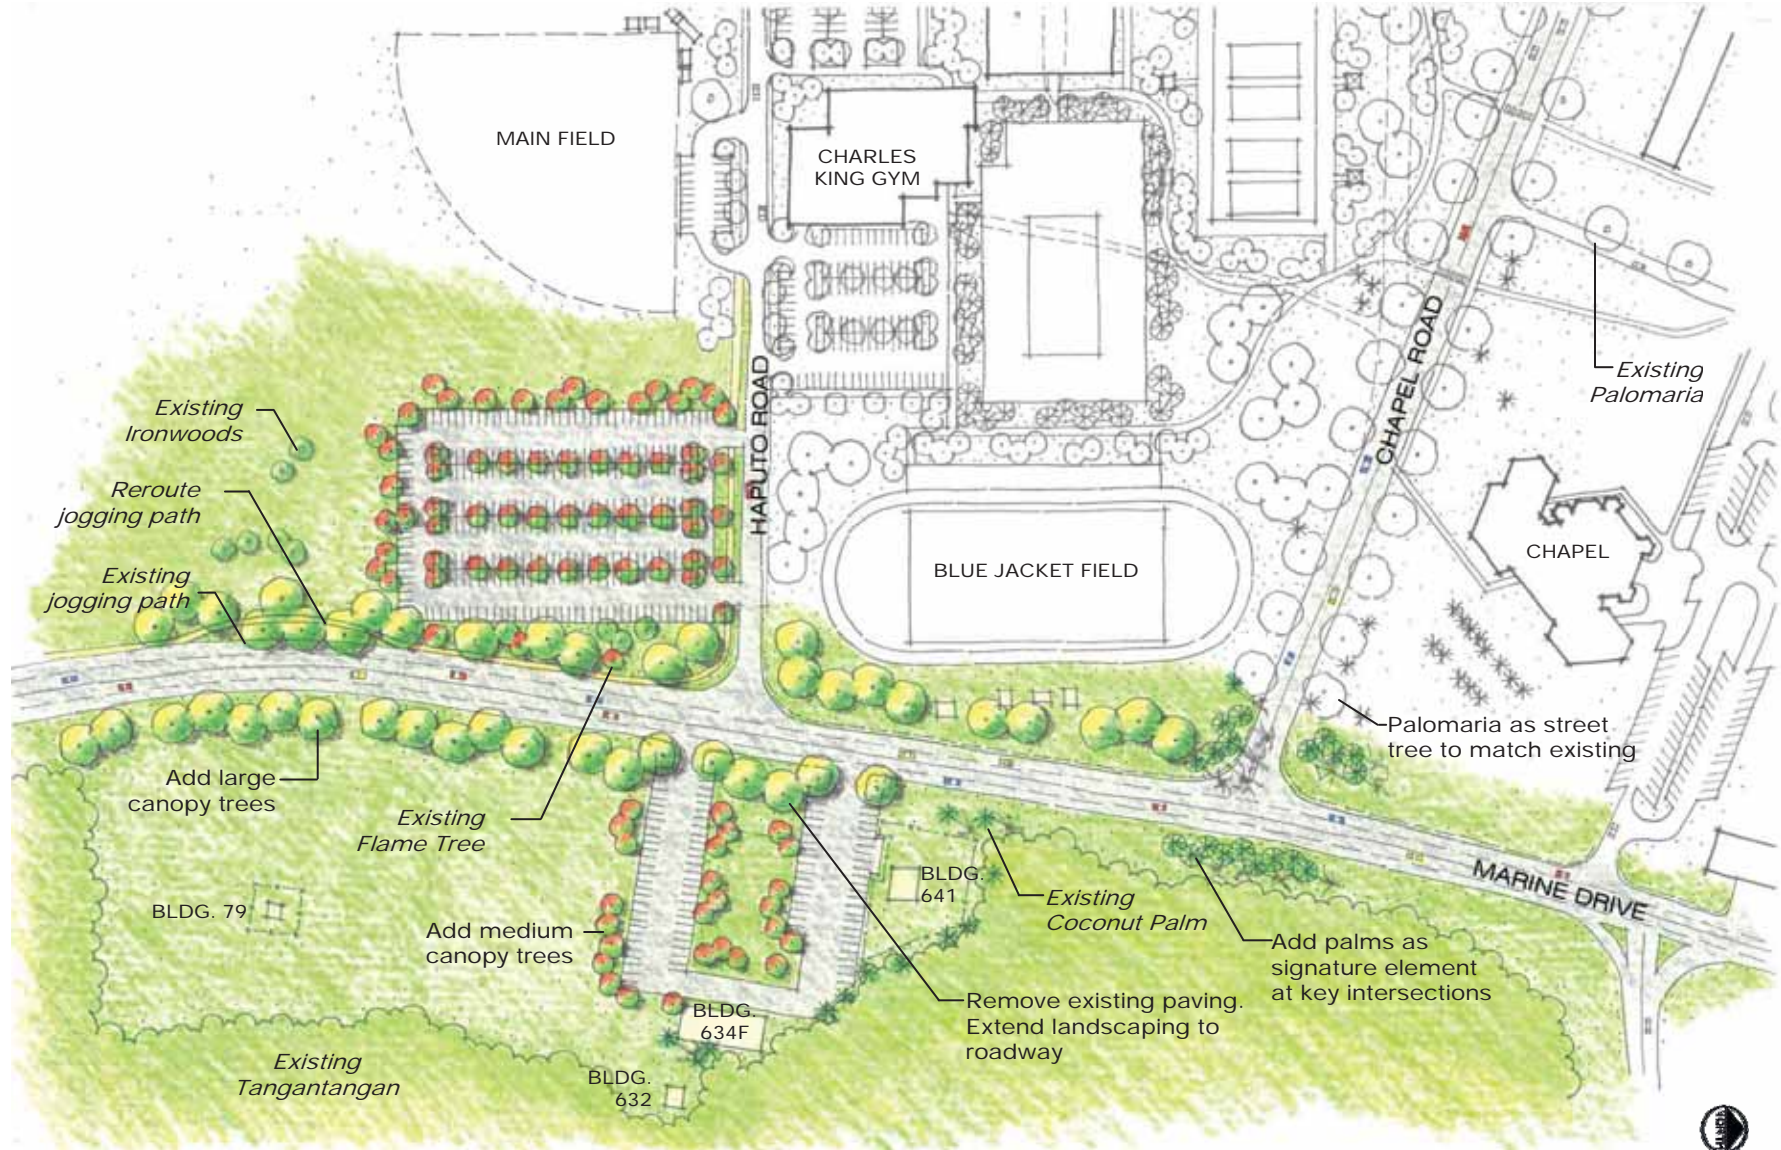 MAIN FIELD
CHARLES
KING GYM
HAPUTO ROAD
CHAPEL ROAD
Existing
Palomaria
Existing
Ironwoods
Reroute
jogging path
Existing
jogging path
BLUE JACKET FIELD
CHAPEL
Palomaria as street
tree to match existing
Add large
canopy trees
Existing
Flame Tree
BLDG. 79
Add medium
canopy trees
BLDG.
641
Existing
Coconut Palm
MARINE DRIVE
Add palms as
signature element
at key intersections
Remove existing paving.
Extend landscaping to
roadway
BLDG.
634F
BLDG.
632
Existing
Tangantangan
NORTH